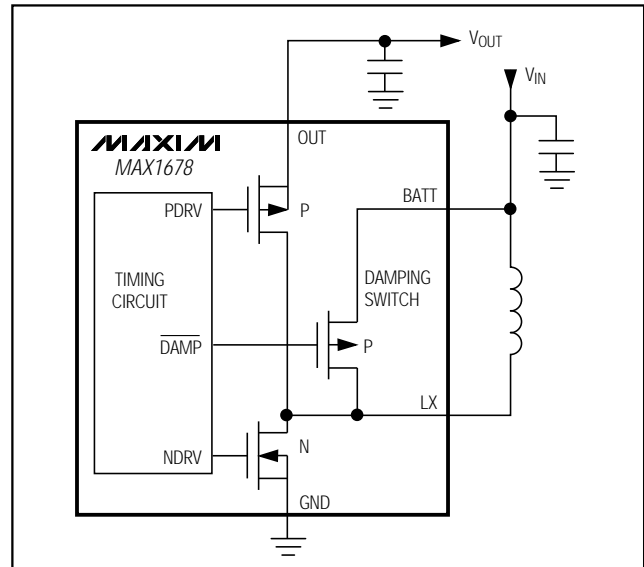 VOUT
VIN
MAXIM
MAX1678
OUT
PDRV
P
BATT
TIMING
CIRCUIT
DAMPING
SWITCH
DAMP
P
LX
NDRV
N
GND